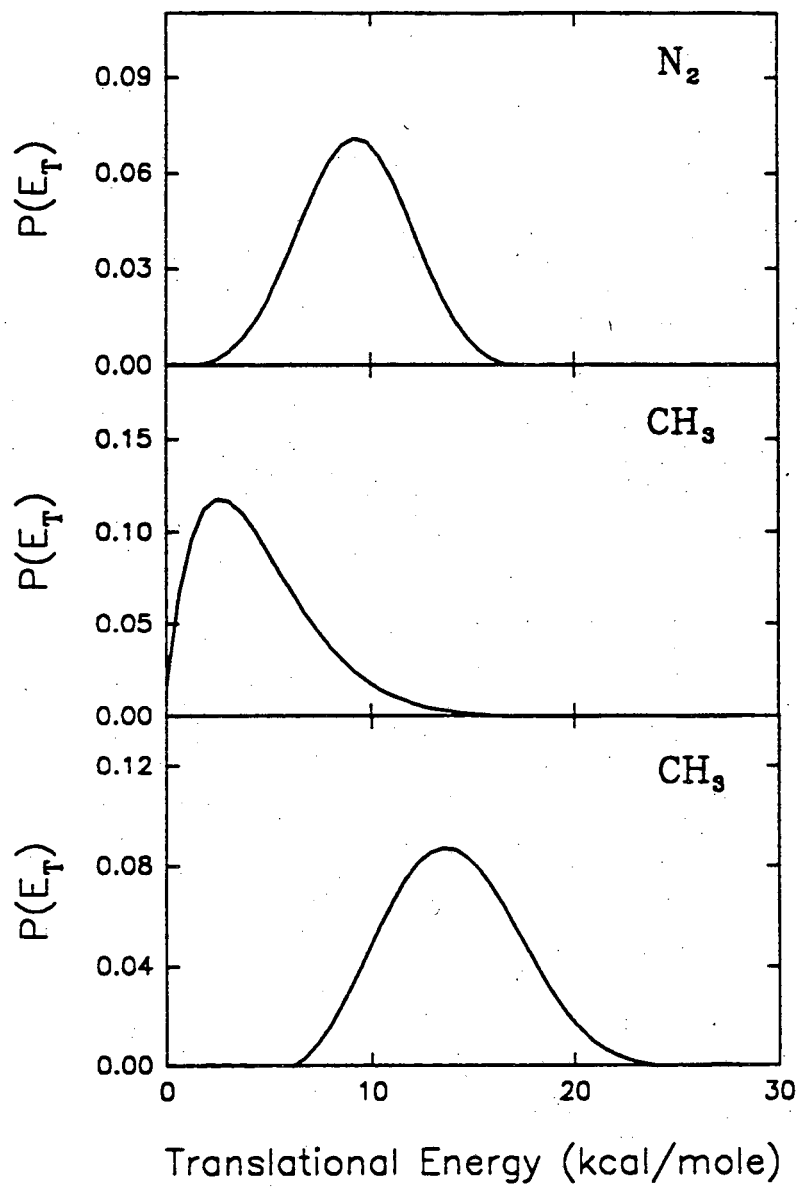 N₂
0.09
0.06
0.03
0.00
P(E_T)
CH₃
0.15
0.10
0.05
0.00
P(E_T)
CH₃
0.12
0.08
0.04
0.00
P(E_T)
0 10 20 30
Translational Energy (kcal/mole)